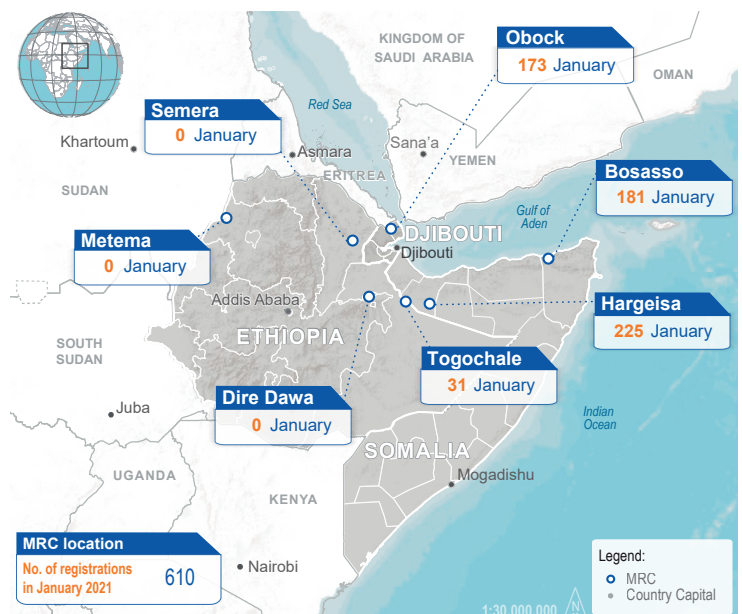 KINGDOM OF
SAUDI ARABIA
Obock
173 January
OMAN
Red Sea
Semera
0 January
Khartoum
Asmara
Sana'a
YEMEN
ERITREA
SUDAN
Bosasso
181 January
Gulf of
Aden
DJIBOUTI
Djibouti
Metema
0 January
Addis Ababa
ETHIOPIA
Hargeisa
225 January
SOUTH
SUDAN
Togochale
31 January
Dire Dawa
0 January
Juba
Indian
Ocean
SOMALIA
Mogadishu
UGANDA
KENYA
MRC location
No. of registrations
in January 2021
610
Nairobi
Legend:
MRC
Country Capital
1:30 000 000
N